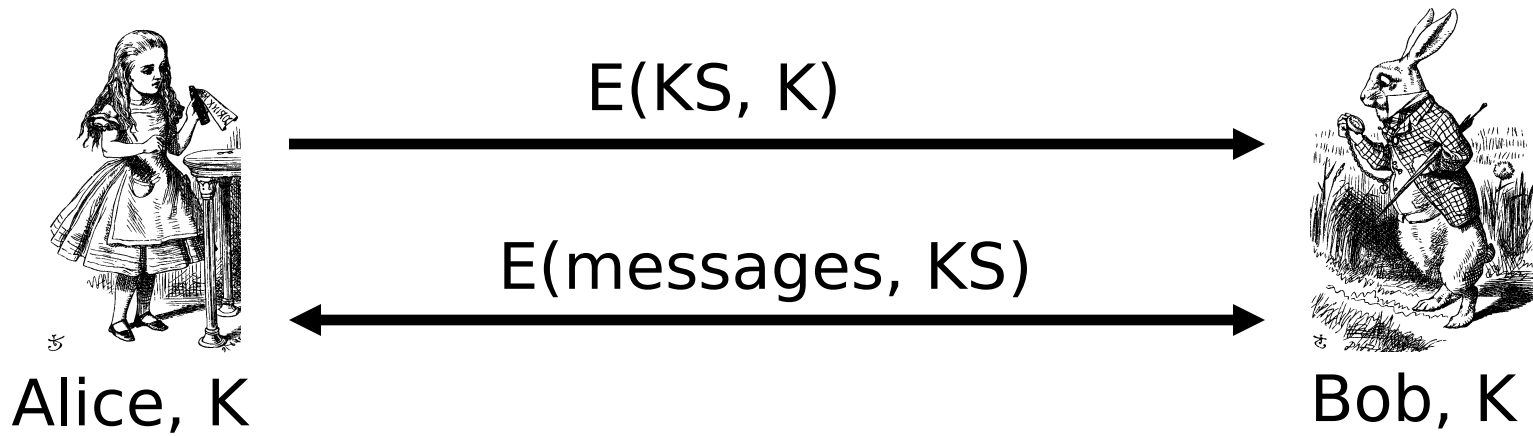 E(KS, K)
E(messages, KS)
Alice, K
Bob, K